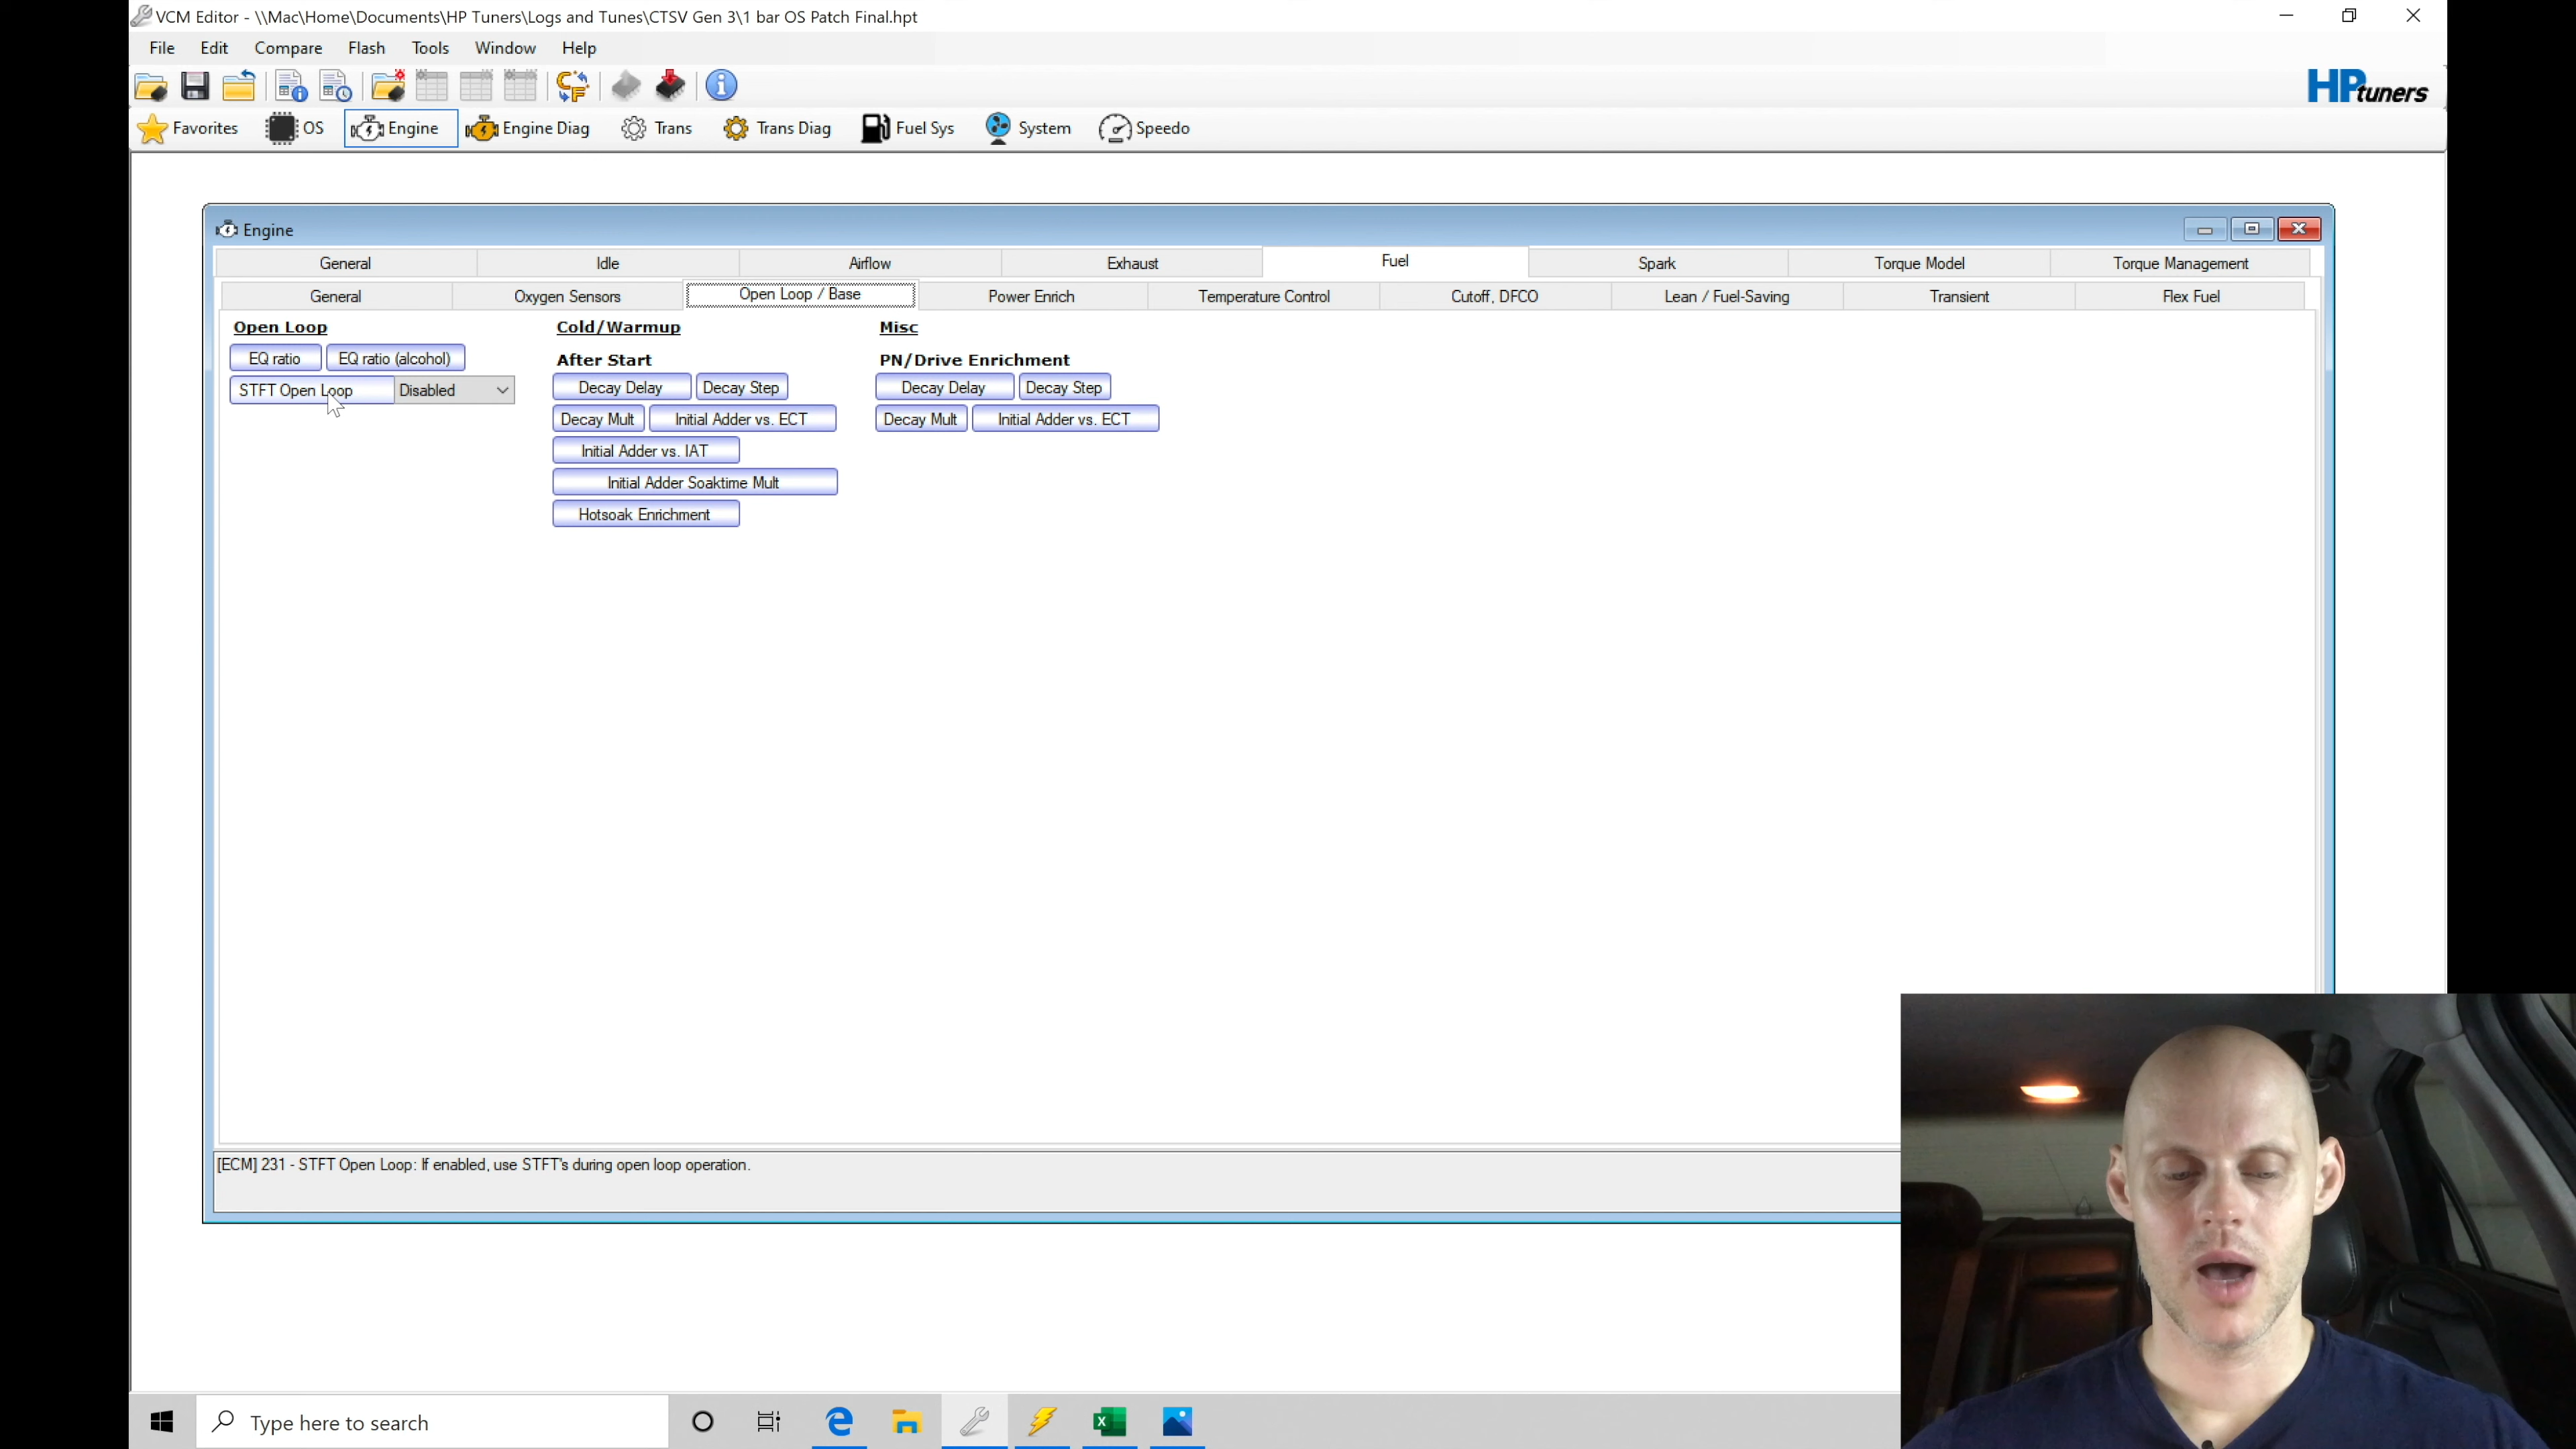 VCM Editor - \\Mac\Home\Documents\HP Tuners\Logs and Tunes\CTSV Gen 3\1 bar OS Patch Final.hpt
File Edit Compare Flash Tools Window Help
HP tuners
Favorites OS Engine Engine Diag Trans Trans Diag Fuel Sys System Speedo
Engine
General Idle Airflow Exhaust Fuel Spark Torque Model Torque Management
General Oxygen Sensors Open Loop / Base Power Enrich Temperature Control Cutoff, DFCO Lean / Fuel-Saving Transient Flex Fuel
Open Loop Cold/Warmup Misc
EQ ratio EQ ratio (alcohol) After Start PN/Drive Enrichment
STFT Open Loop Disabled Decay Delay Decay Step Decay Delay Decay Step
Decay Mult Initial Adder vs. ECT Decay Mult Initial Adder vs. ECT
Initial Adder vs. IAT
Initial Adder Soaktime Mult
Hotsoak Enrichment
[ECM] 231 - STFT Open Loop: If enabled, use STFT's during open loop operation.
Type here to search